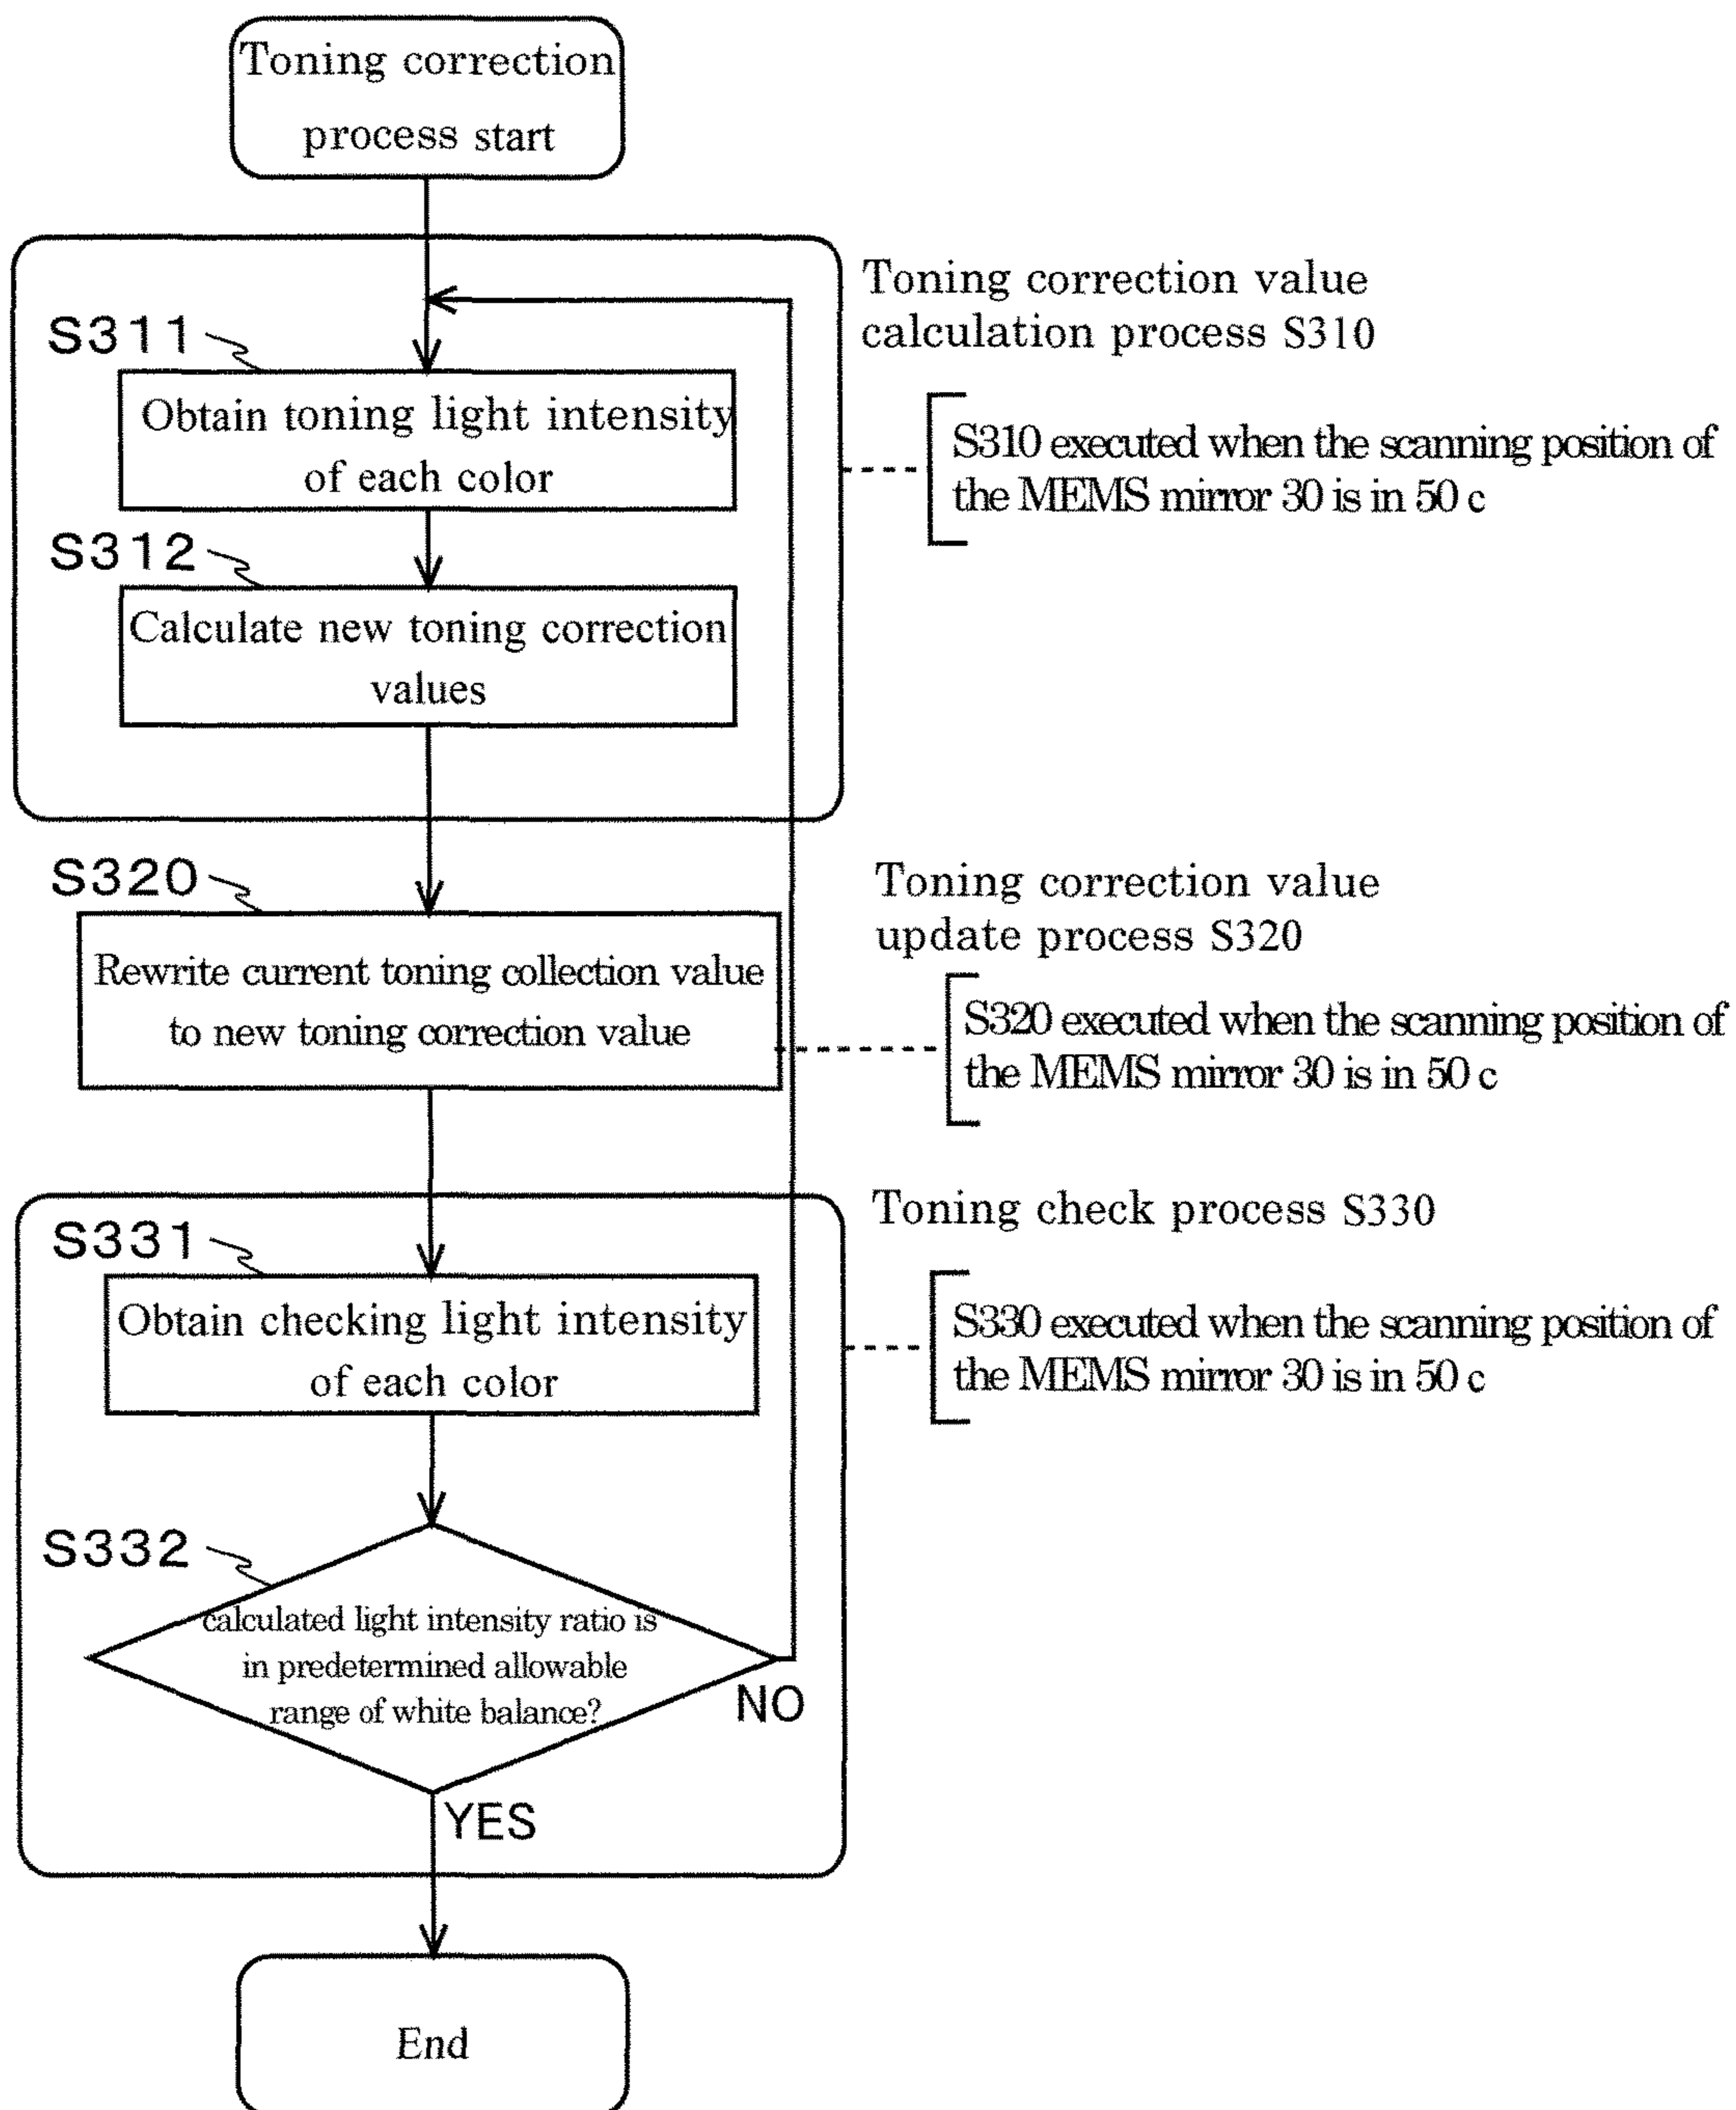 Toning correction
process start
Toning correction value
calculation process S310
S311
Obtain toning light intensity
of each color
S310 executed when the scanning position of
the MEMS mirror 30 is in 50 c
S312
Calculate new toning correction
values
S320
Toning correction value
update process S320
Rewrite current toning collection value
to new toning correction value
S320 executed when the scanning position of
the MEMS mirror 30 is in 50 c
Toning check process S330
S331
Obtain checking light intensity
of each color
S330 executed when the scanning position of
the MEMS mirror 30 is in 50 c
S332
calculated light intensity ratio is
in predetermined allowable
range of white balance?
NO
YES
End